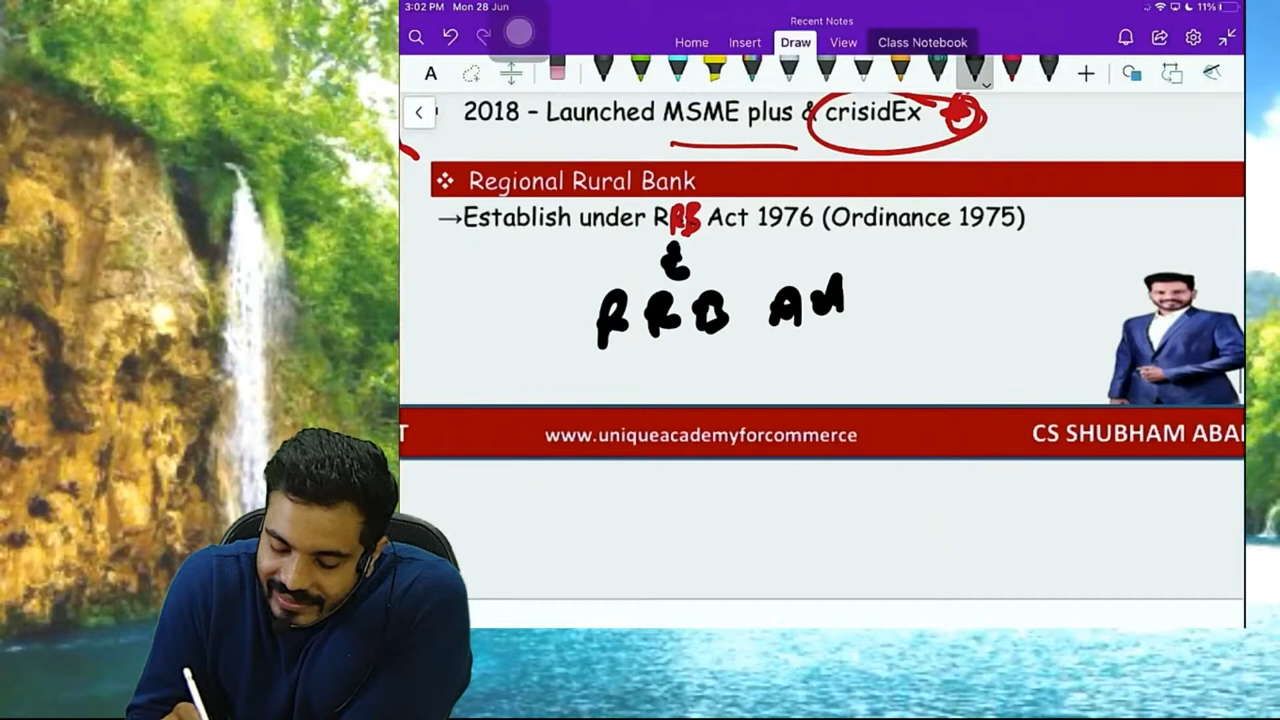 3:02 PM Mon 28 Jun
11%
Recent Notes
Home Insert Draw View Class Notebook
A
2018 – Launched MSME plus & crisidEx
❖ Regional Rural Bank
→Establish under RRB Act 1976 (Ordinance 1975)
RRB
www.uniqueacademyforcommerce
CS SHUBHAM ABA